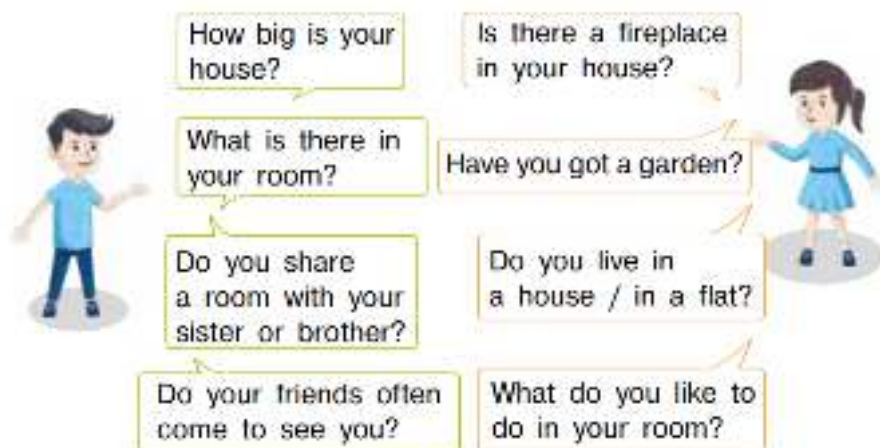 How big is your
house?
Is there a fireplace
in your house?
What is there in
your room?
Have you got a garden?
Do you share
a room with your
sister or brother?
Do you live in
a house / in a flat?
Do your friends often
come to see you?
What do you like to
do in your room?